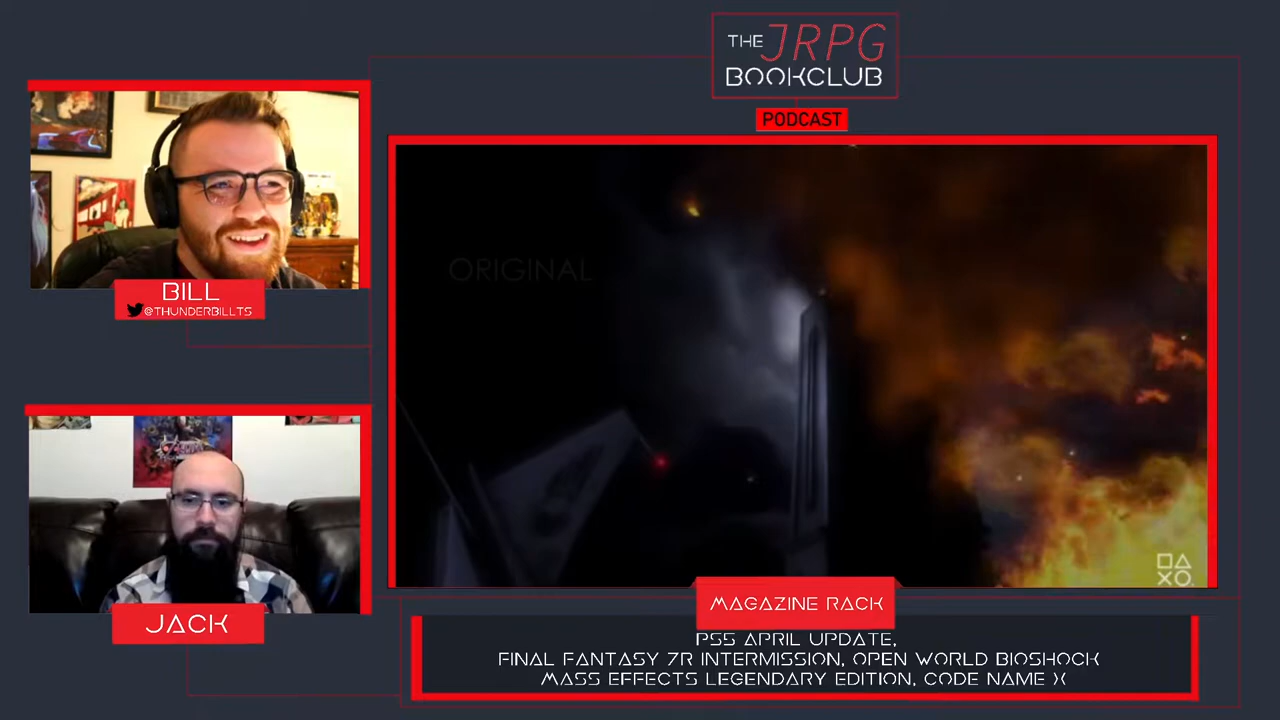 THE JRPG
BOOKCLUB
PODCAST
ORIGINAL
BILL
@THUNDERBILLTS
JACK
MAGAZINE RACK
PS5 APRIL UPDATE,
FINAL FANTASY 7R INTERMISSION, OPEN WORLD BIOSHOCK
MASS EFFECTS LEGENDARY EDITION, CODE NAME X